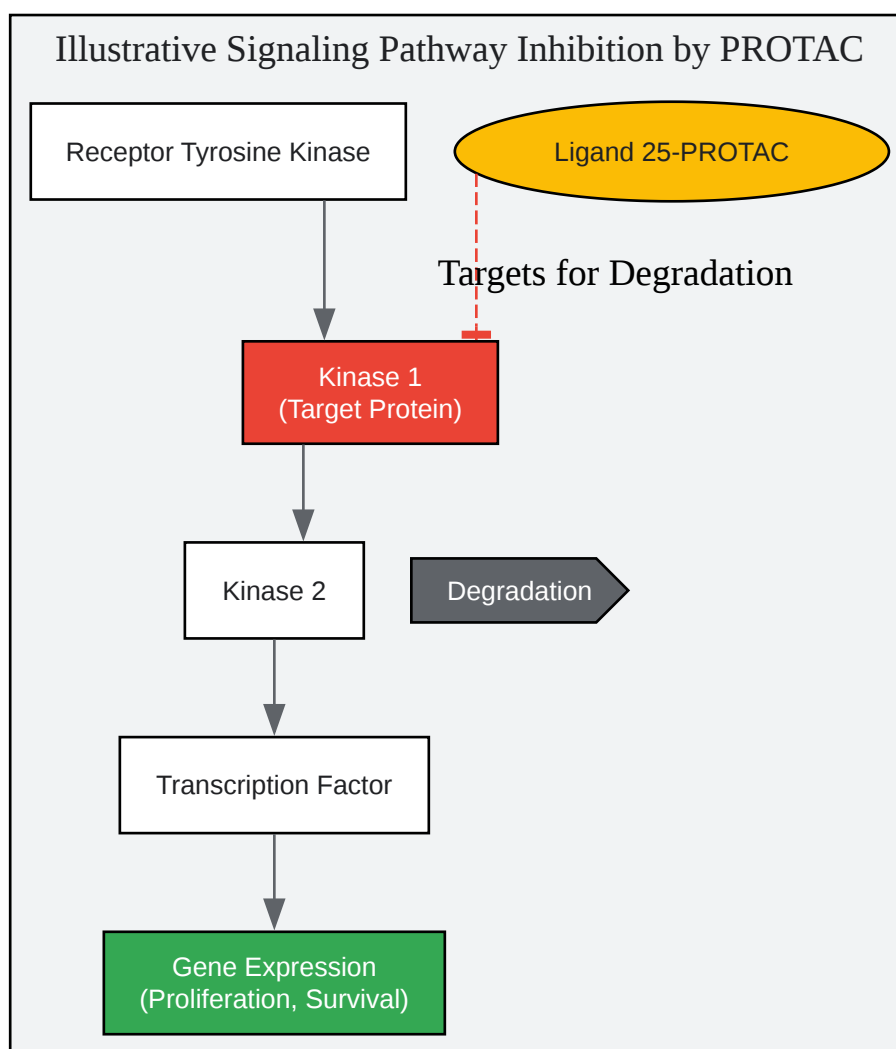 Illustrative Signaling Pathway Inhibition by PROTAC
Receptor Tyrosine Kinase
Ligand 25-PROTAC
Targets for Degradation
Kinase 1
(Target Protein)
Kinase 2
Degradation
Transcription Factor
Gene Expression
(Proliferation, Survival)